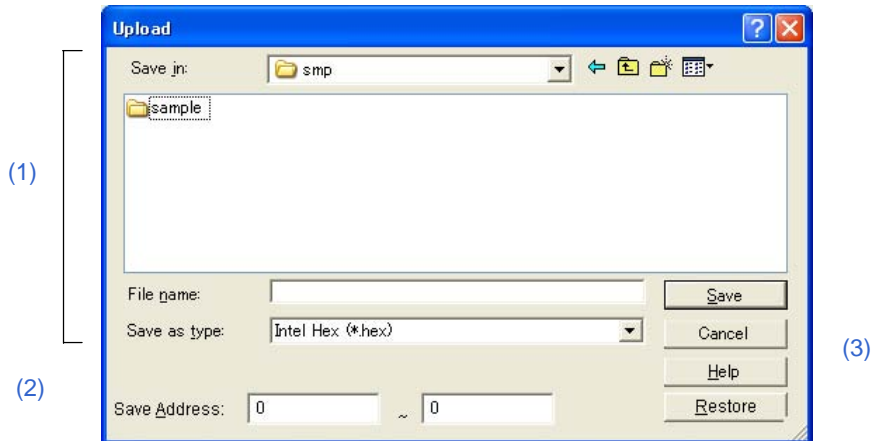 Upload
Save in: smp
sample
(1)
File name: Save
Save as type: Intel Hex (*.hex) Cancel
(3)
Help
(2)
Save Address: 0 ~ 0 Restore